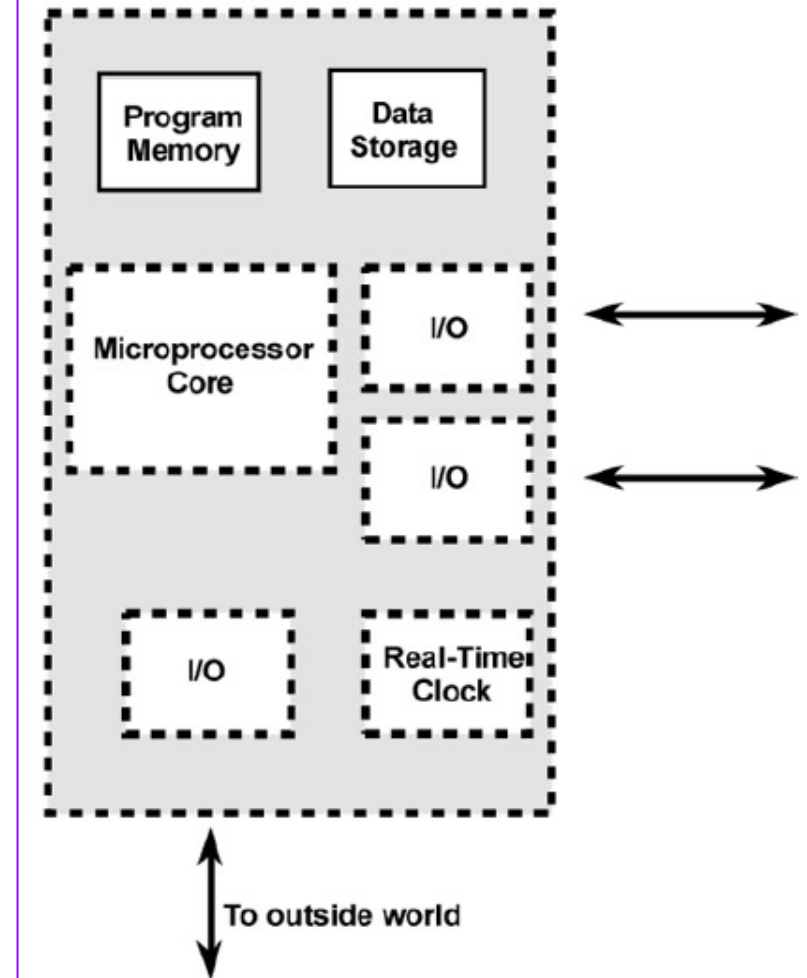 Program
Memory
Data
Storage
Microprocessor
Core
I/O
I/O
I/O
Real-Time
Clock
To outside world